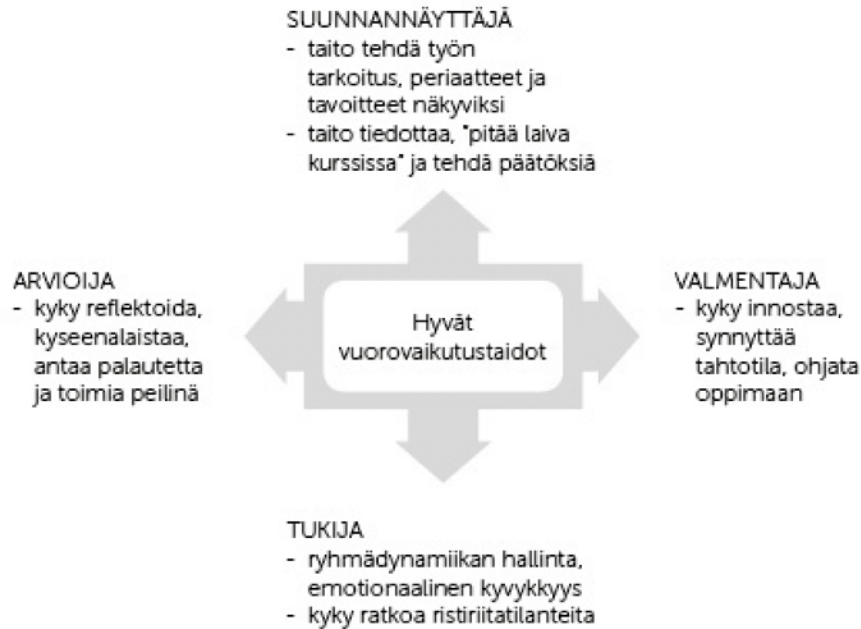 SUUNNANNÄYTTÄJÄ
- taito tehdä työn
tarkoitus, periaatteet ja
tavoitteet näkyviksi
- taito tiedottaa, "pitää laiva
kurssissa" ja tehdä päätöksiä
ARVIOIJA
- kyky reflektoida,
kyseenalaistaa,
antaa palautetta
ja toimia peilinä
Hyvät
vuorovaikutustaidot
VALMENTAJA
- kyky innostaa,
synnyttää
tahtotila, ohjata
oppimaan
TUKIJA
- ryhmädynamiikan hallinta,
emotionaalinen kyvykkyys
- kyky ratkoa ristiriitatilanteita